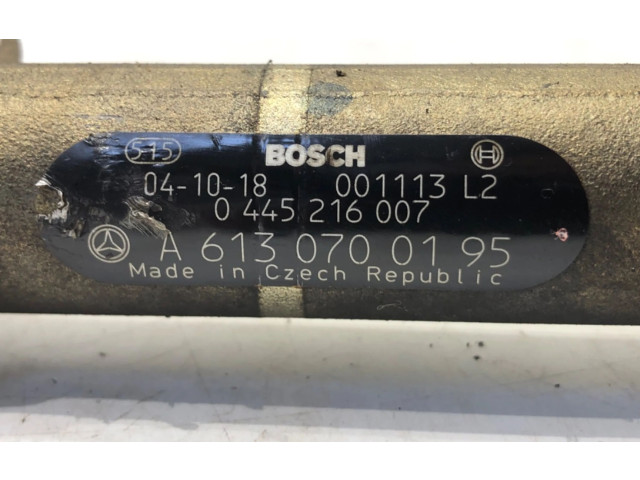 515 BOSCH
04-10-18 001113 L2
0 445 216 007
A 613 070 01 95
Made in Czech Republic